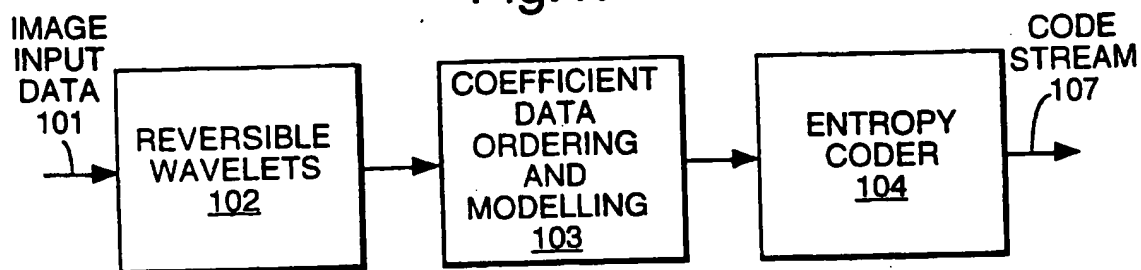 IMAGE
INPUT
DATA
101
REVERSIBLE
WAVELETS
102
COEFFICIENT
DATA
ORDERING
AND
MODELLING
103
ENTROPY
CODER
104
CODE
STREAM
107